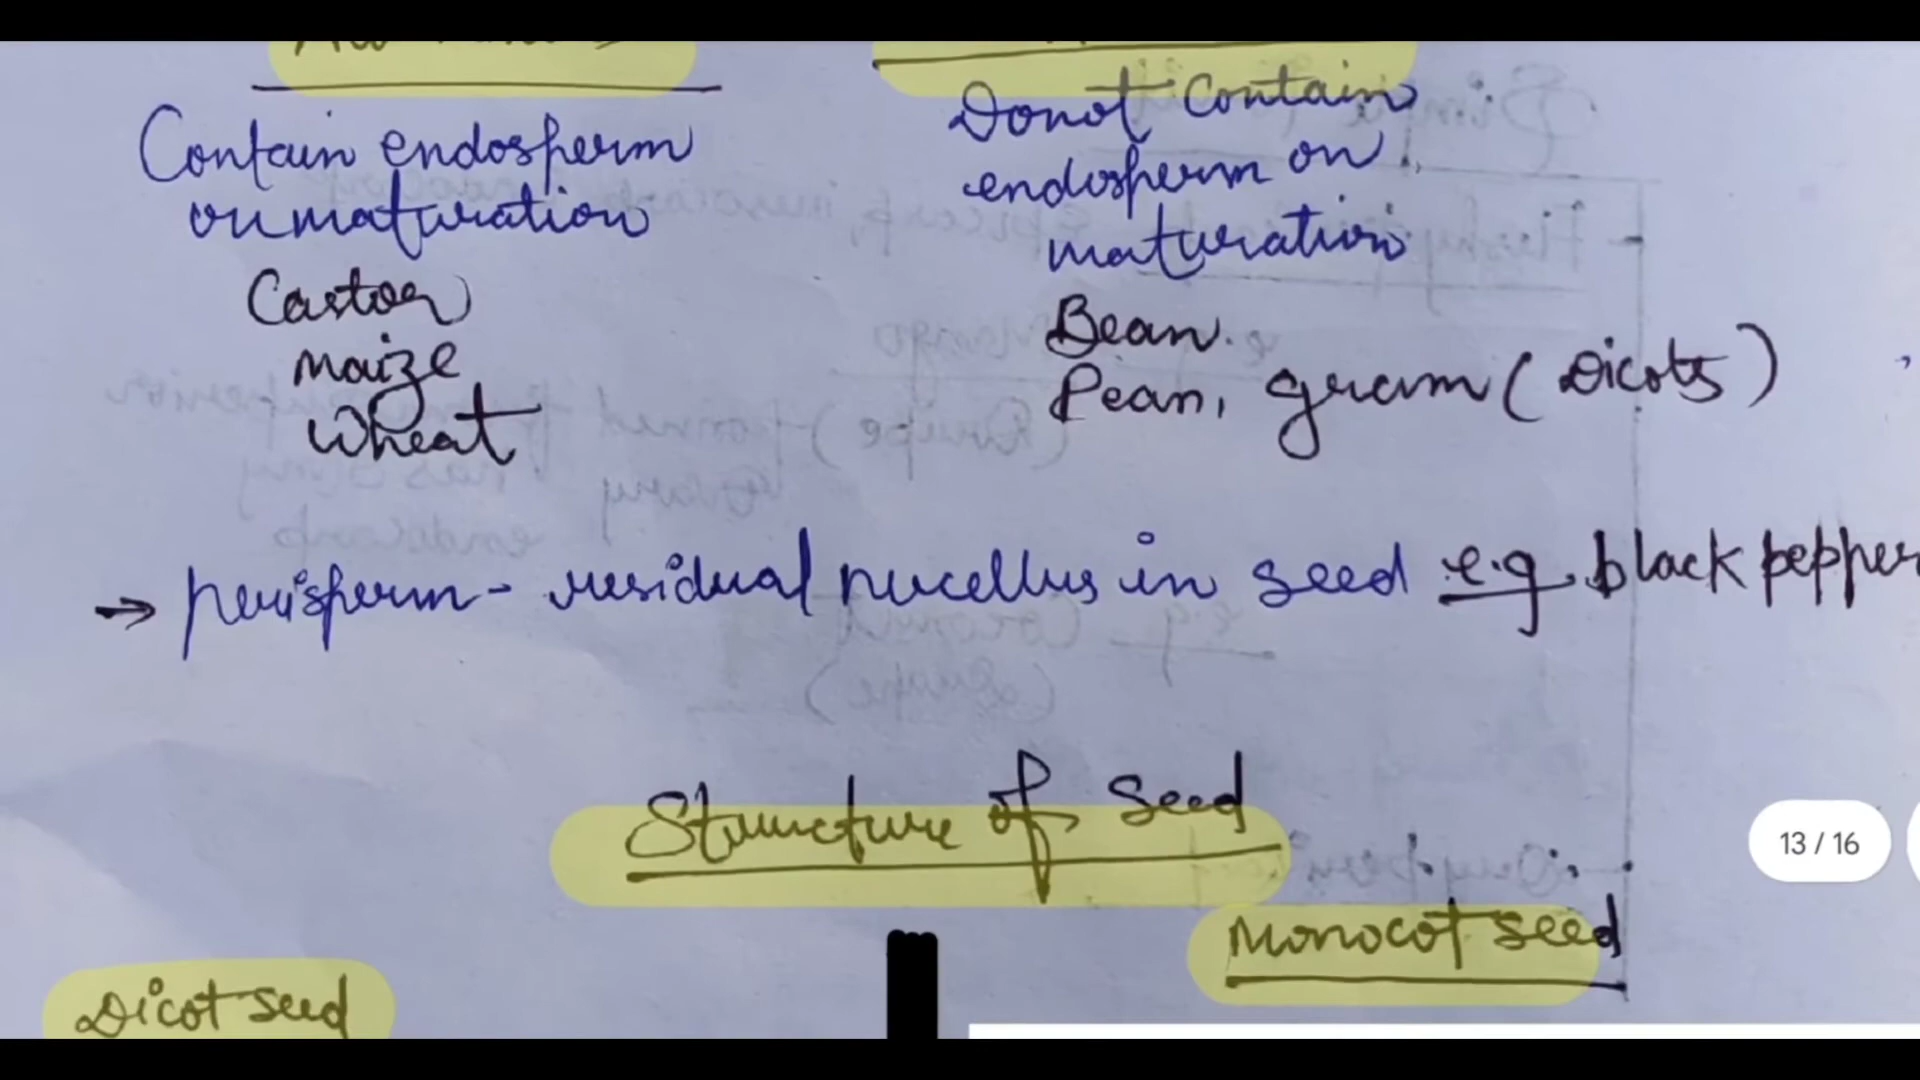 Contain endosperm
on maturation
Castor
Maize
Wheat
Donot Contain
endosperm on
maturation
Bean.
Pean, gram (Dicots)
→ perisperm - residual nucellus in seed e.g. black pepper
Structure of Seed
Monocot seed
Dicot seed
13 / 16